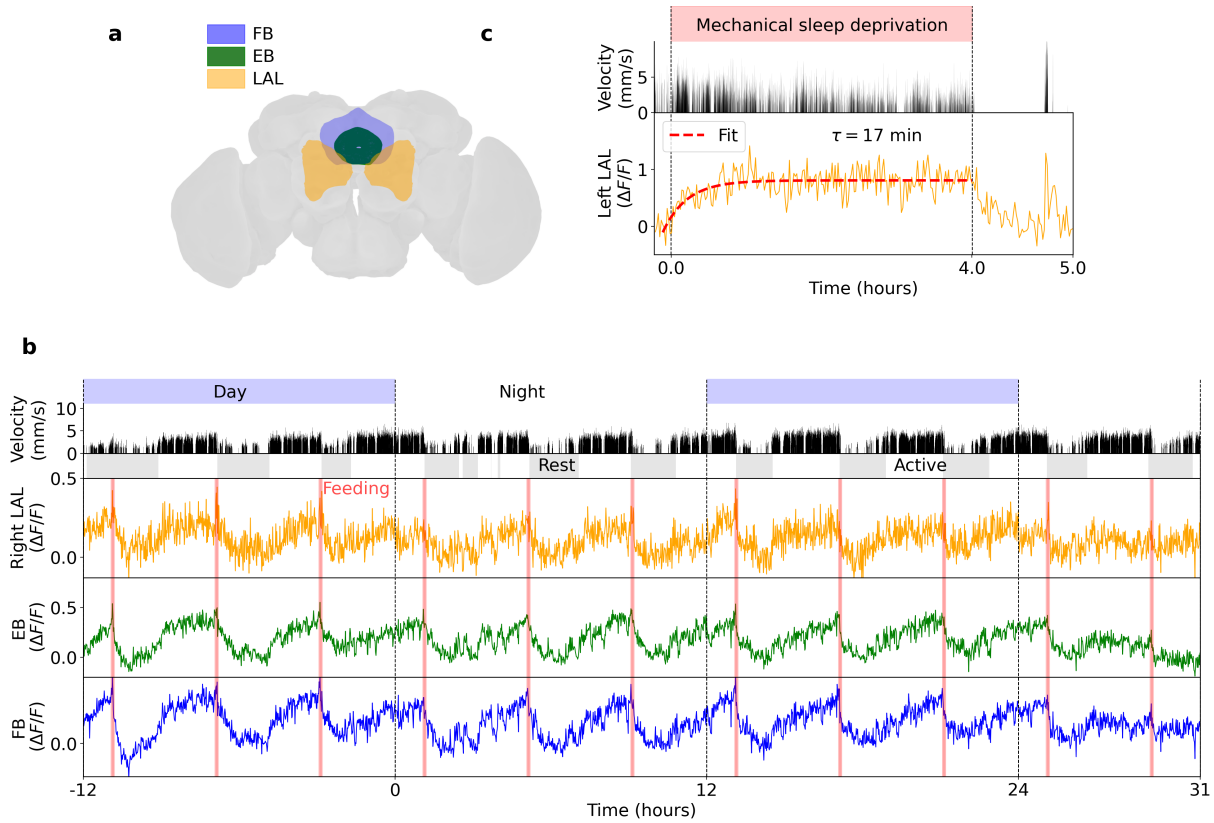 a
FB
EB
LAL
c
Mechanical sleep deprivation
Velocity
(mm/s)
5
0
Fit
τ = 17 min
Left LAL
(ΔF/F)
1
0
0.0
4.0
5.0
Time (hours)
b
Day
Night
Velocity
(mm/s)
10
5
0
Rest
Active
Feeding
Right LAL
(ΔF/F)
0.5
0.0
EB
(ΔF/F)
0.5
0.0
FB
(ΔF/F)
0.0
-12
0
12
24
31
Time (hours)